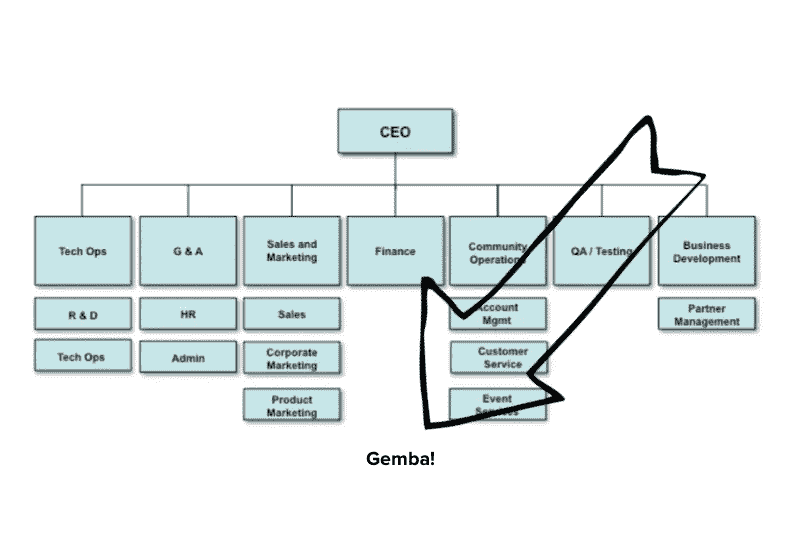 CEO
Tech Ops
G & A
Sales and
Marketing
Finance
Community
Operations
QA / Testing
Business
Development
R & D
HR
Sales
Account
Mgmt
Partner
Management
Tech Ops
Admin
Corporate
Marketing
Customer
Service
Product
Marketing
Event
Services
Gemba!